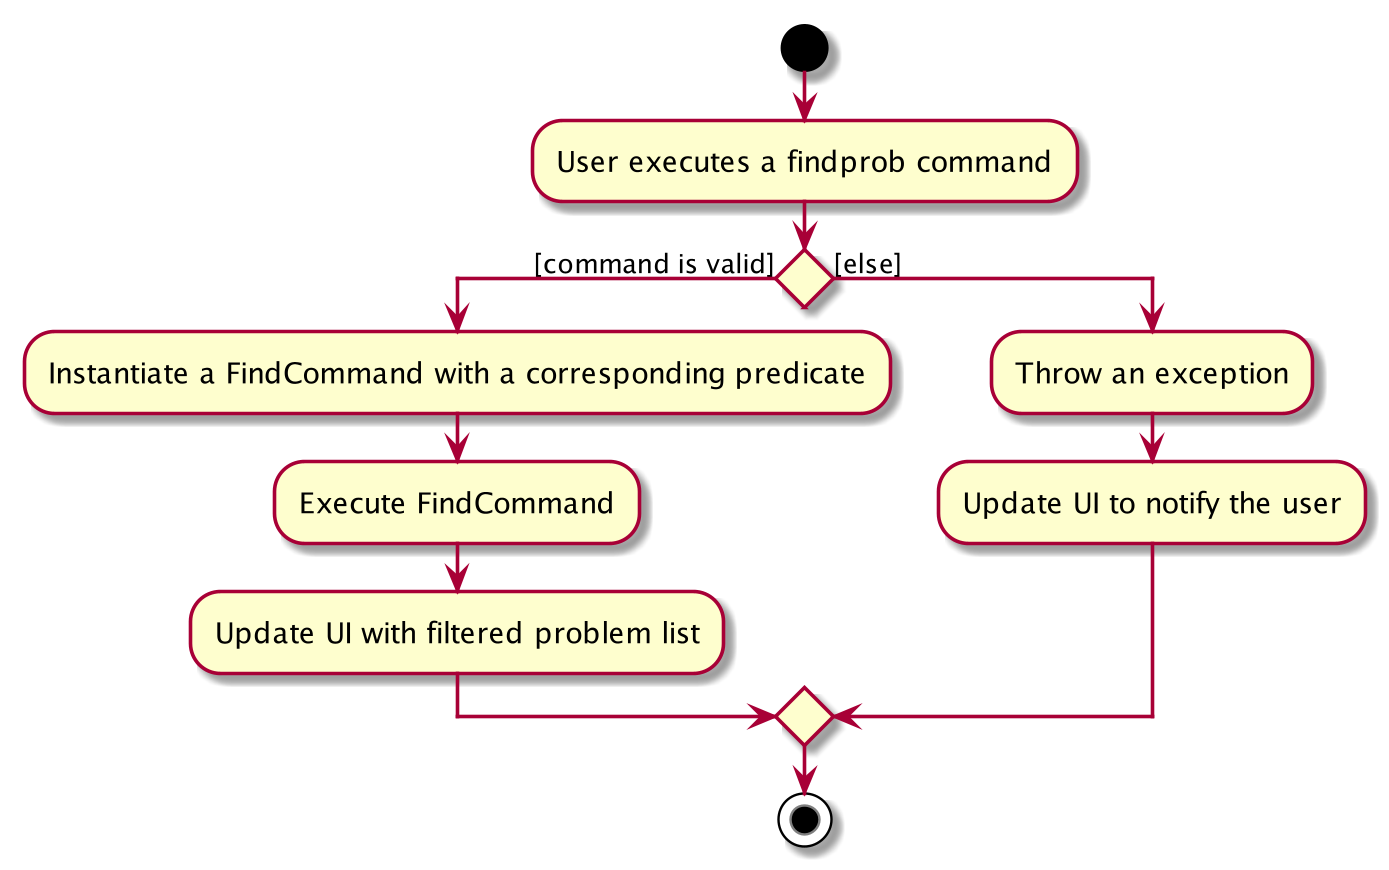 User executes a findprob command
[command is valid]
[else]
Instantiate a FindCommand with a corresponding predicate
Throw an exception
Execute FindCommand
Update UI to notify the user
Update UI with filtered problem list